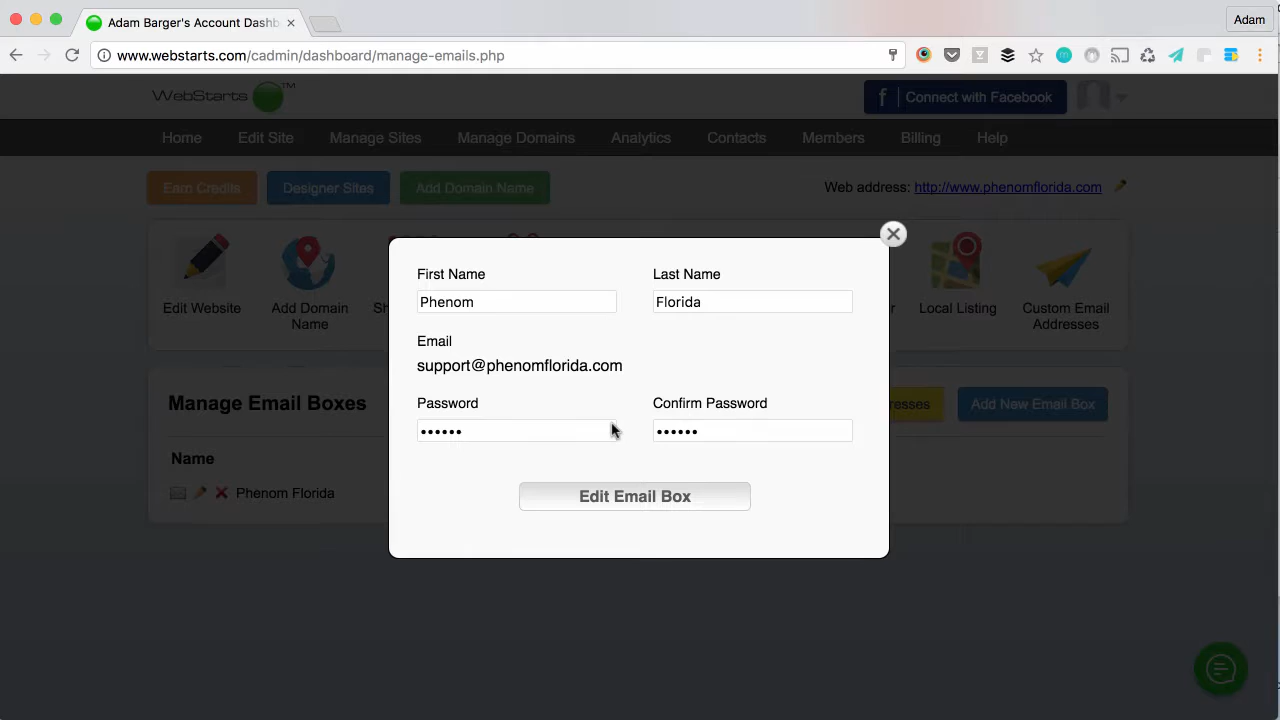 Adam Barger's Account Dashb
Adam
www.webstarts.com/cadmin/dashboard/manage-emails.php
WebStarts TM
f Connect with Facebook
Home Edit Site Manage Sites Manage Domains Analytics Contacts Members Billing Help
Earn Credits Designer Sites Add Domain Name Web address: http://www.phenomflorida.com
Edit Website
Add Domain
Name
Local Listing
Custom Email
Addresses
First Name Last Name
Phenom Florida
Email
support@phenomflorida.com
Password Confirm Password
•••••• ••••••
Edit Email Box
Manage Email Boxes
Add New Email Box
Name
Phenom Florida